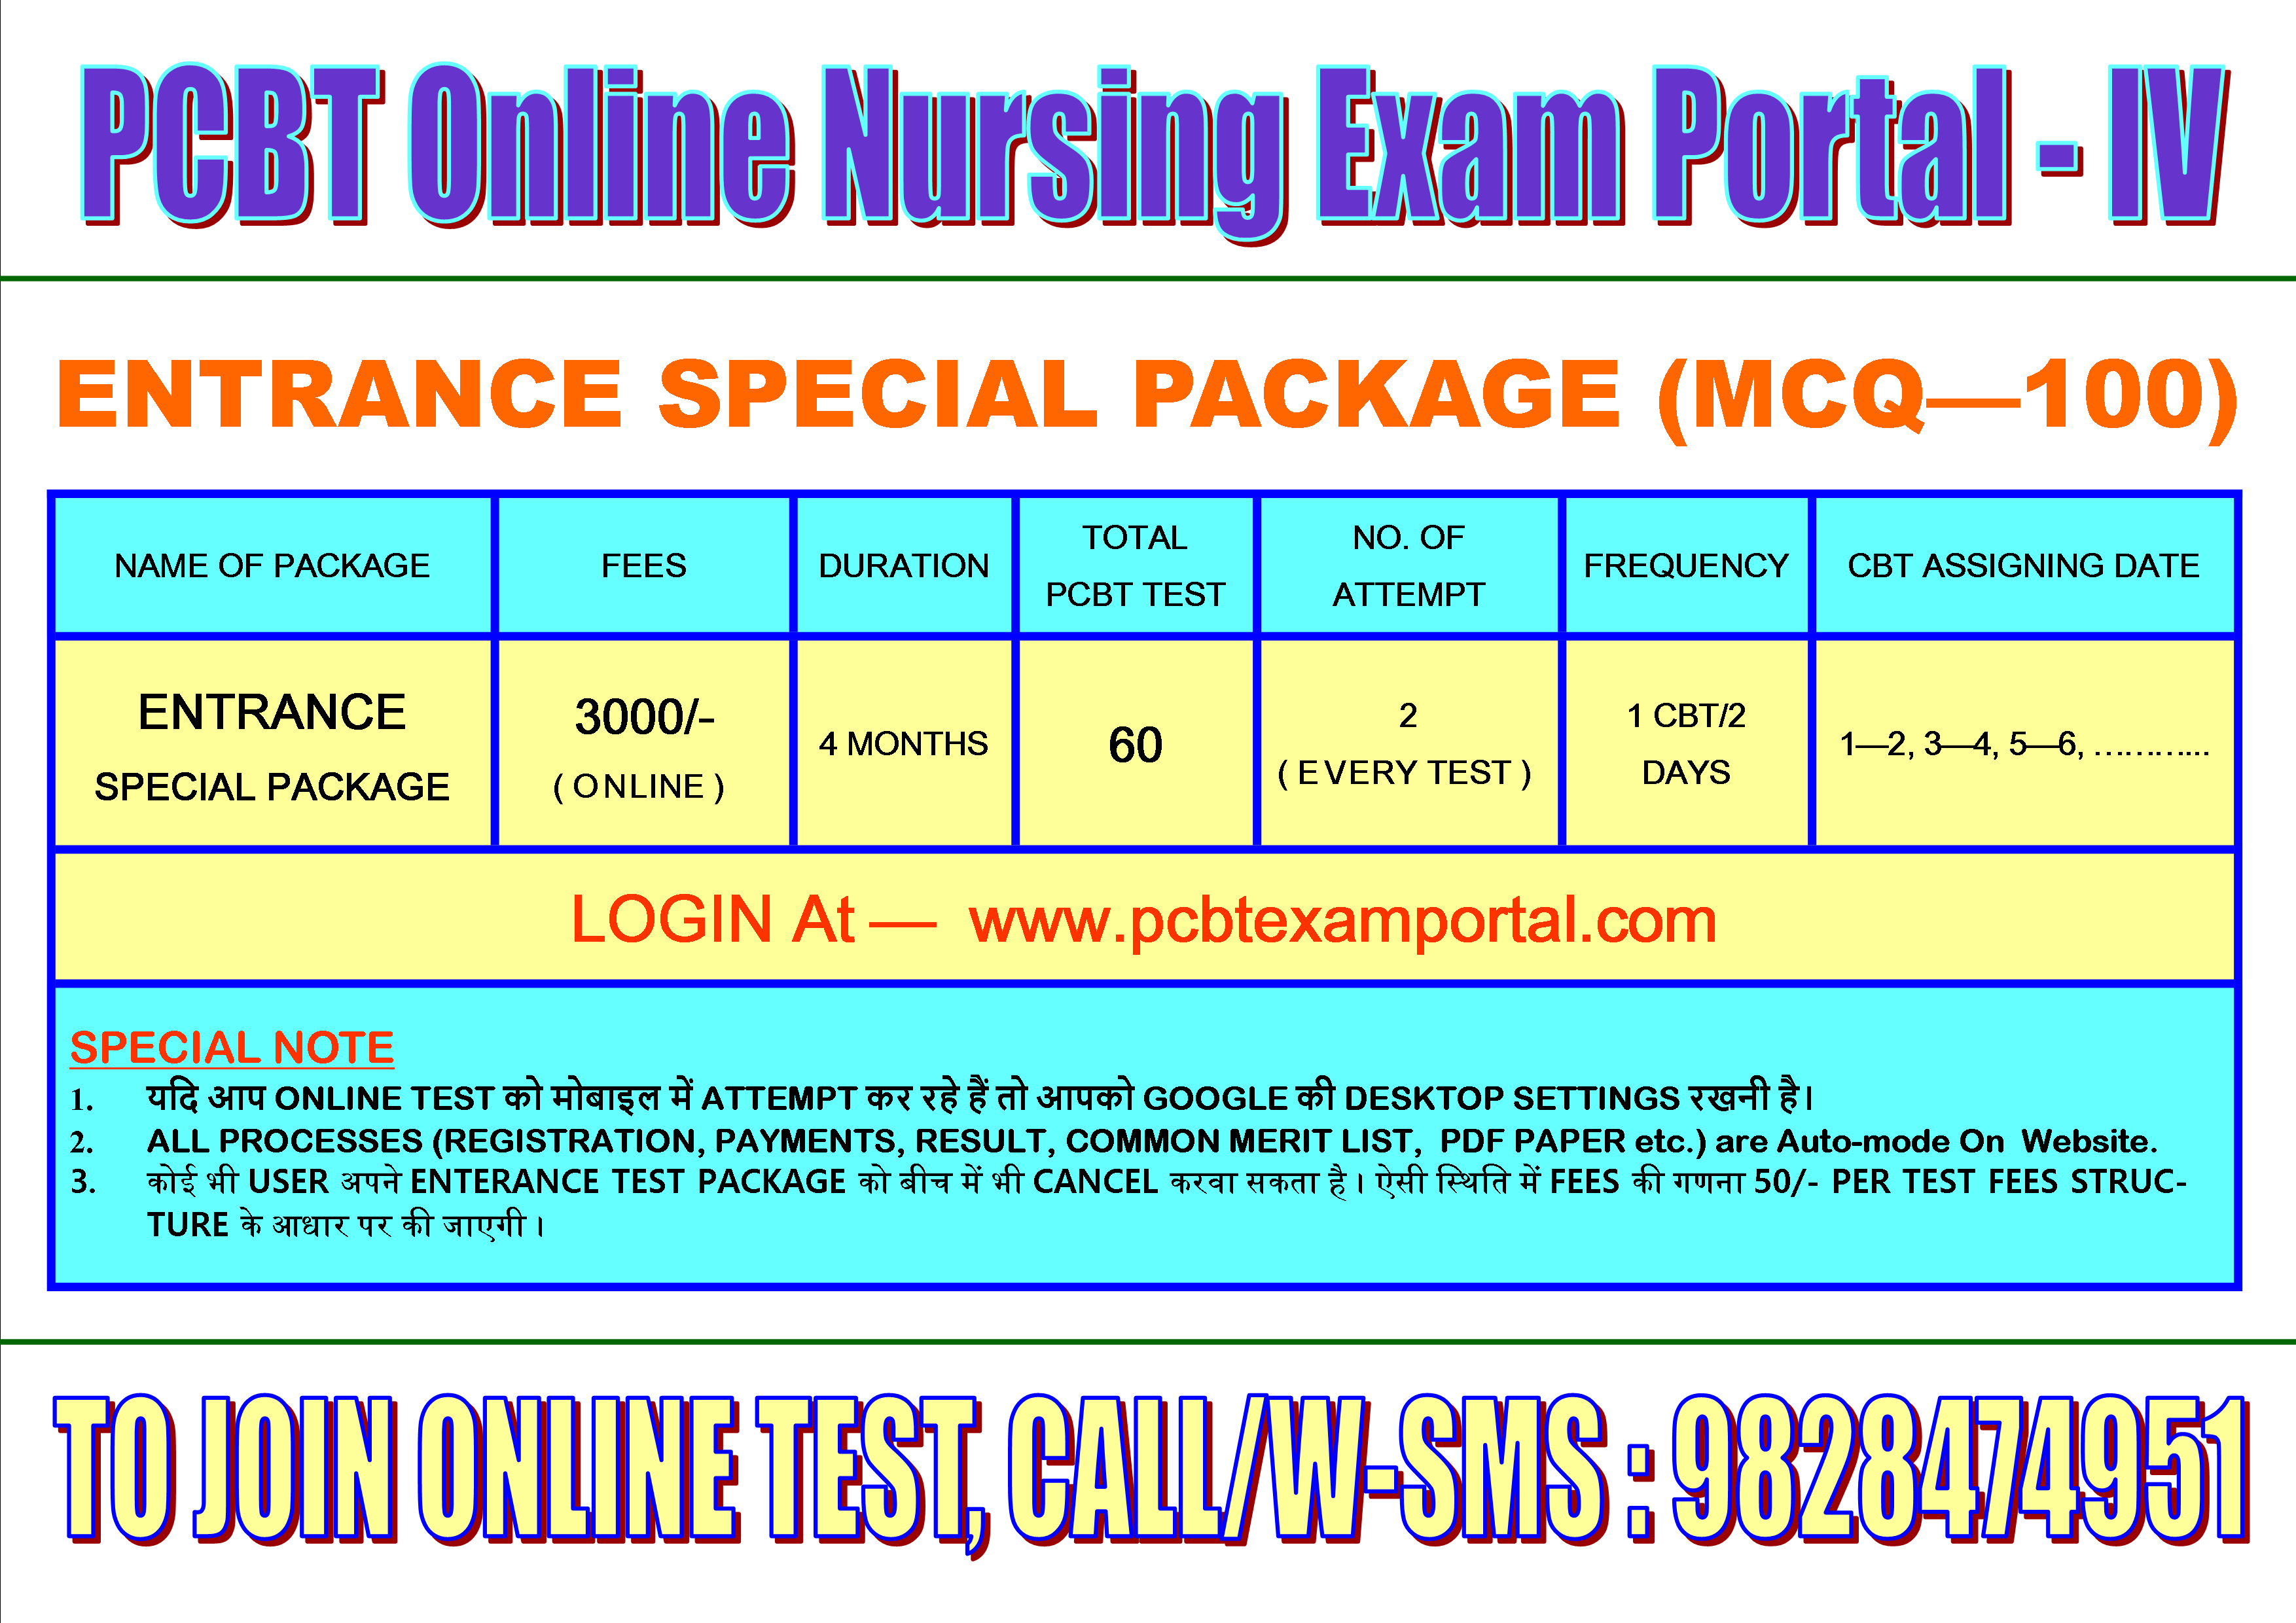 PCBT Online Nursing Exam Portal - IV
ENTRANCE SPECIAL PACKAGE (MCQ—100)
NAME OF PACKAGE
FEES
DURATION
TOTAL
PCBT TEST
NO. OF
ATTEMPT
FREQUENCY
CBT ASSIGNING DATE
ENTRANCE
SPECIAL PACKAGE
3000/-
( ONLINE )
4 MONTHS
60
2
( EVERY TEST )
1 CBT/2
DAYS
1—2, 3—4, 5—6, ………...
LOGIN At — www.pcbtexamportal.com
SPECIAL NOTE
1. यदि आप ONLINE TEST को मोबाइल में ATTEMPT कर रहे हैं तो आपको GOOGLE की DESKTOP SETTINGS रखनी है।
2. ALL PROCESSES (REGISTRATION, PAYMENTS, RESULT, COMMON MERIT LIST, PDF PAPER etc.) are Auto-mode On Website.
3. कोई भी USER अपने ENTERANCE TEST PACKAGE को बीच में भी CANCEL करवा सकता है। ऐसी स्थिति में FEES की गणना 50/- PER TEST FEES STRUC-
TURE के आधार पर की जाएगी।
TO JOIN ONLINE TEST, CALL/W-SMS : 9828474951